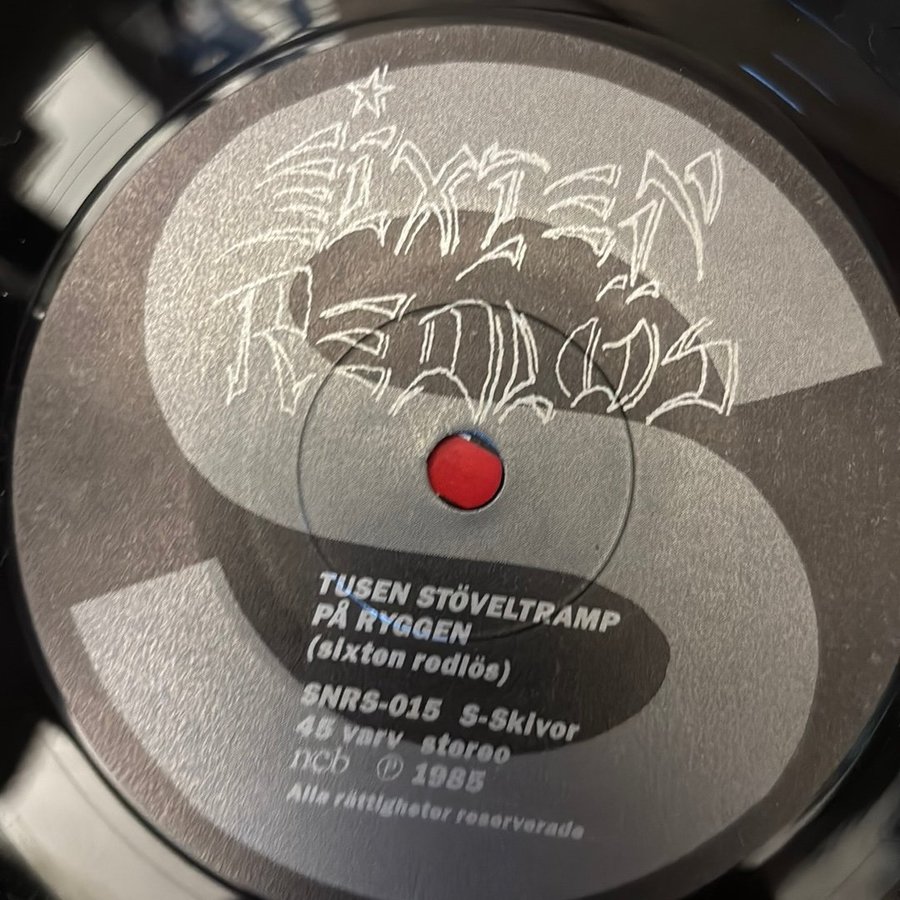 SIXTEN
REDLÖS
TUSEN STÖVELTRAMP
PÅ RYGGEN
(sixten redlös)
SNRS-015 S-Skivor
45 varv stereo
ncb ℗ 1985
Alla rättigheter reserverade